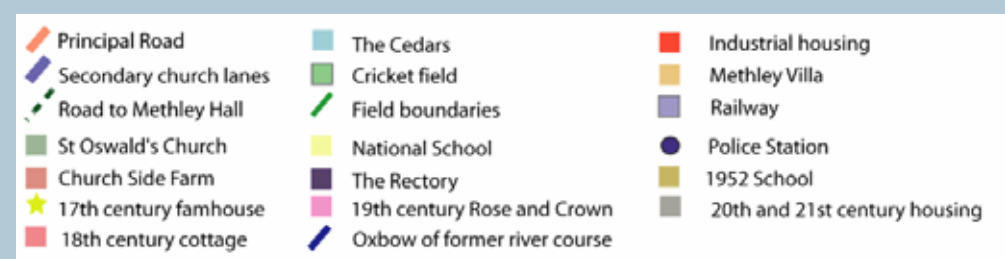 Principal Road
Secondary church lanes
Road to Methley Hall
St Oswald's Church
Church Side Farm
17th century famhouse
18th century cottage
The Cedars
Cricket field
Field boundaries
National School
The Rectory
19th century Rose and Crown
Oxbow of former river course
Industrial housing
Methley Villa
Railway
Police Station
1952 School
20th and 21st century housing